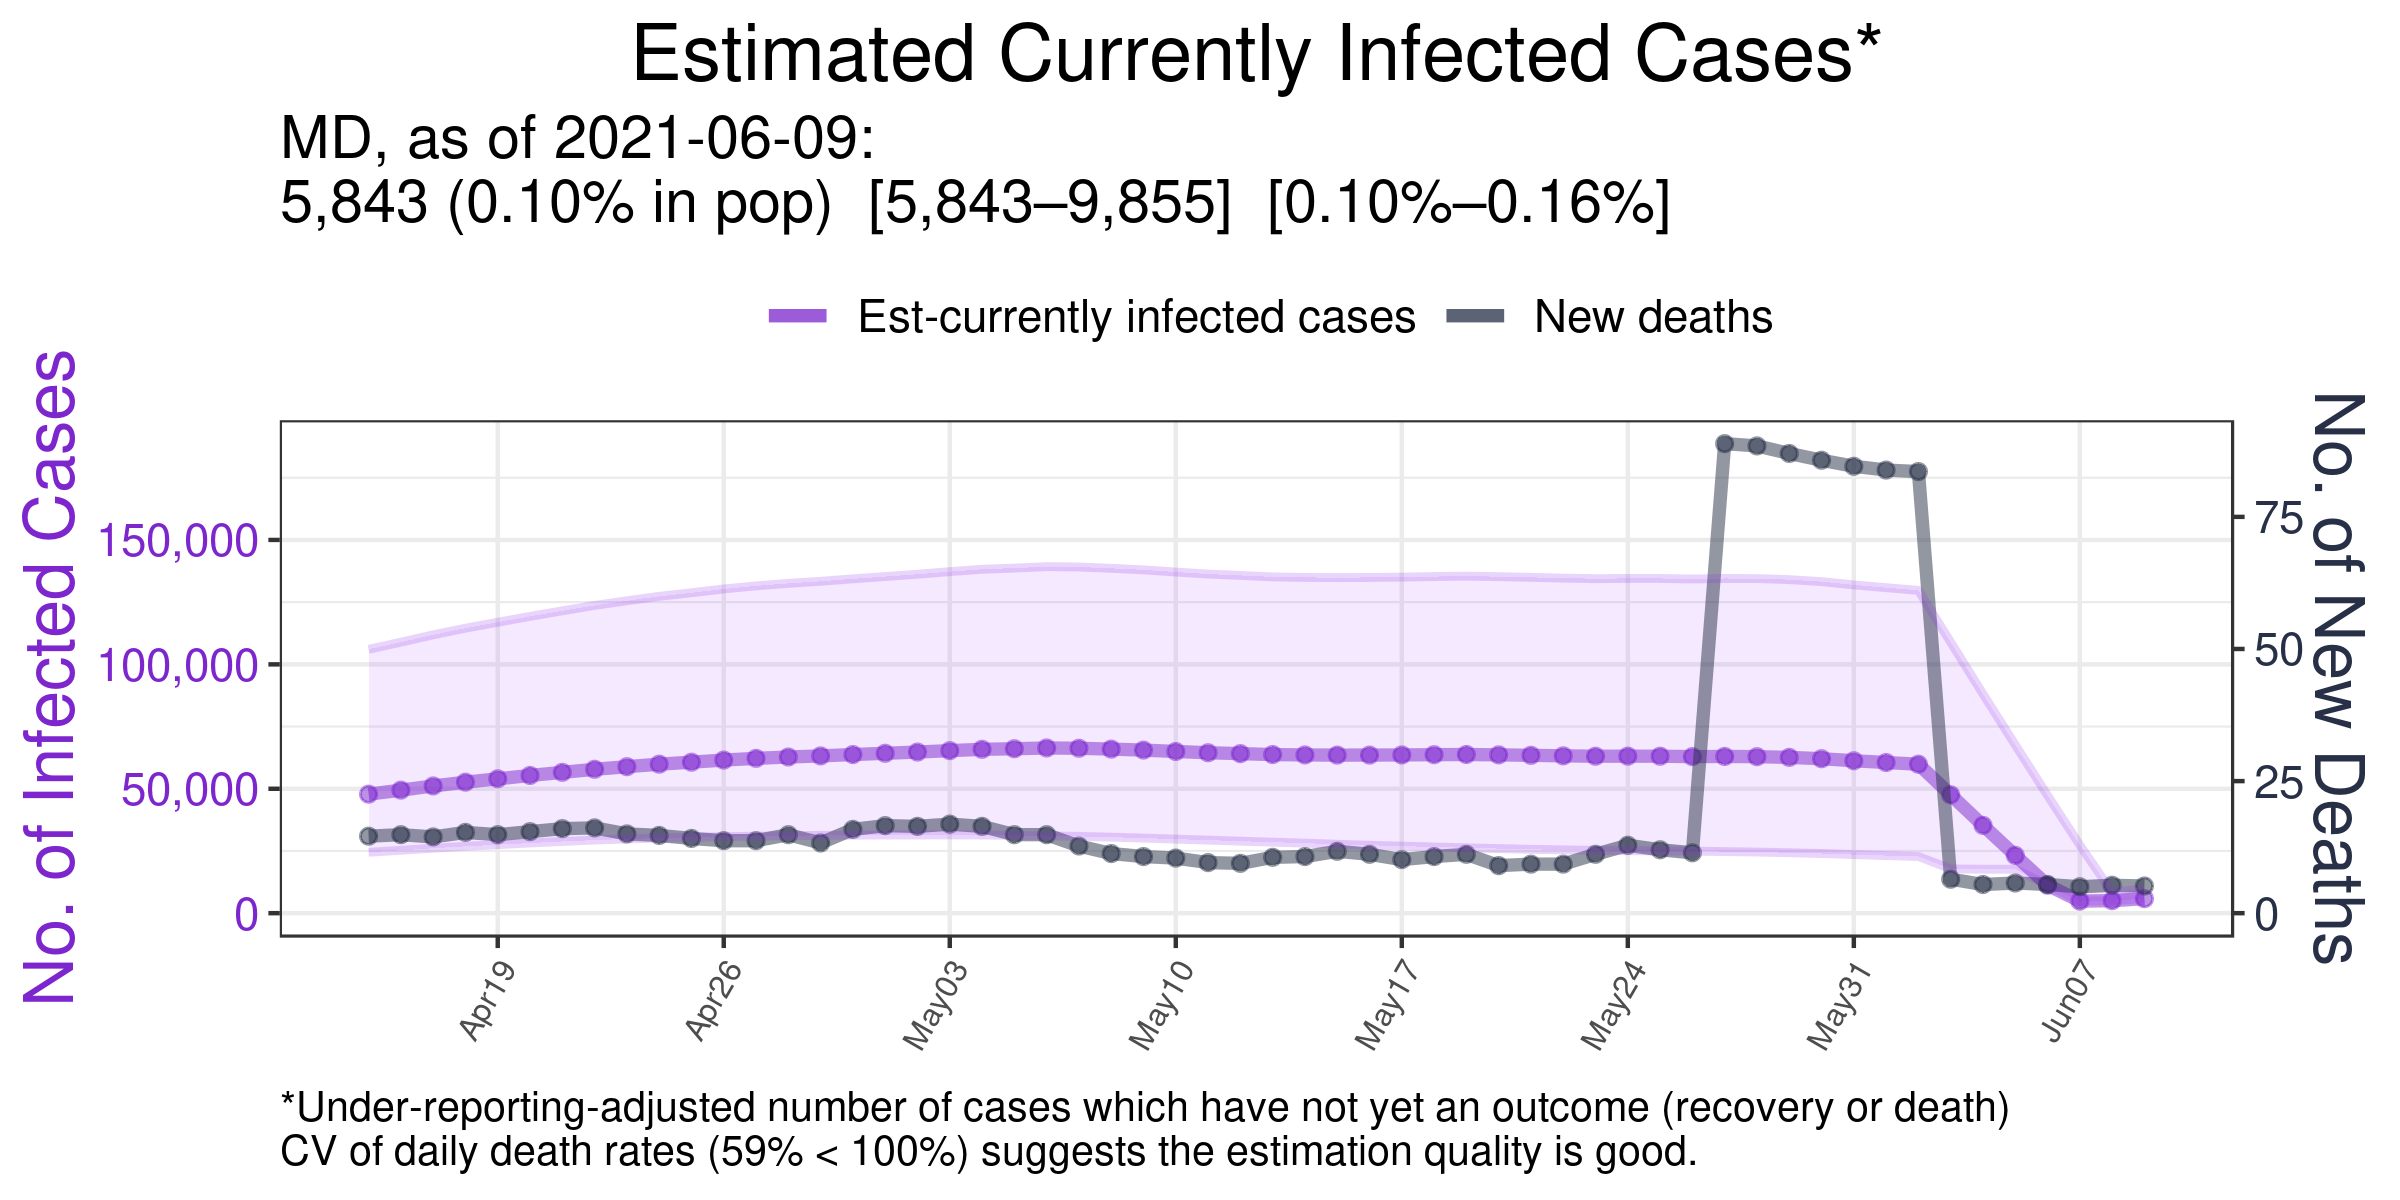 Estimated Currently Infected Cases*
MD, as of 2021-06-09:
5,843 (0.10% in pop)  [5,843–9,855]  [0.10%–0.16%]
Est-currently infected cases
New deaths
No. of Infected Cases
150,000
100,000
50,000
0
No. of New Deaths
75
50
25
0
Apr19
Apr26
May03
May10
May17
May24
May31
Jun07
*Under-reporting-adjusted number of cases which have not yet an outcome (recovery or death)
CV of daily death rates (59% < 100%) suggests the estimation quality is good.